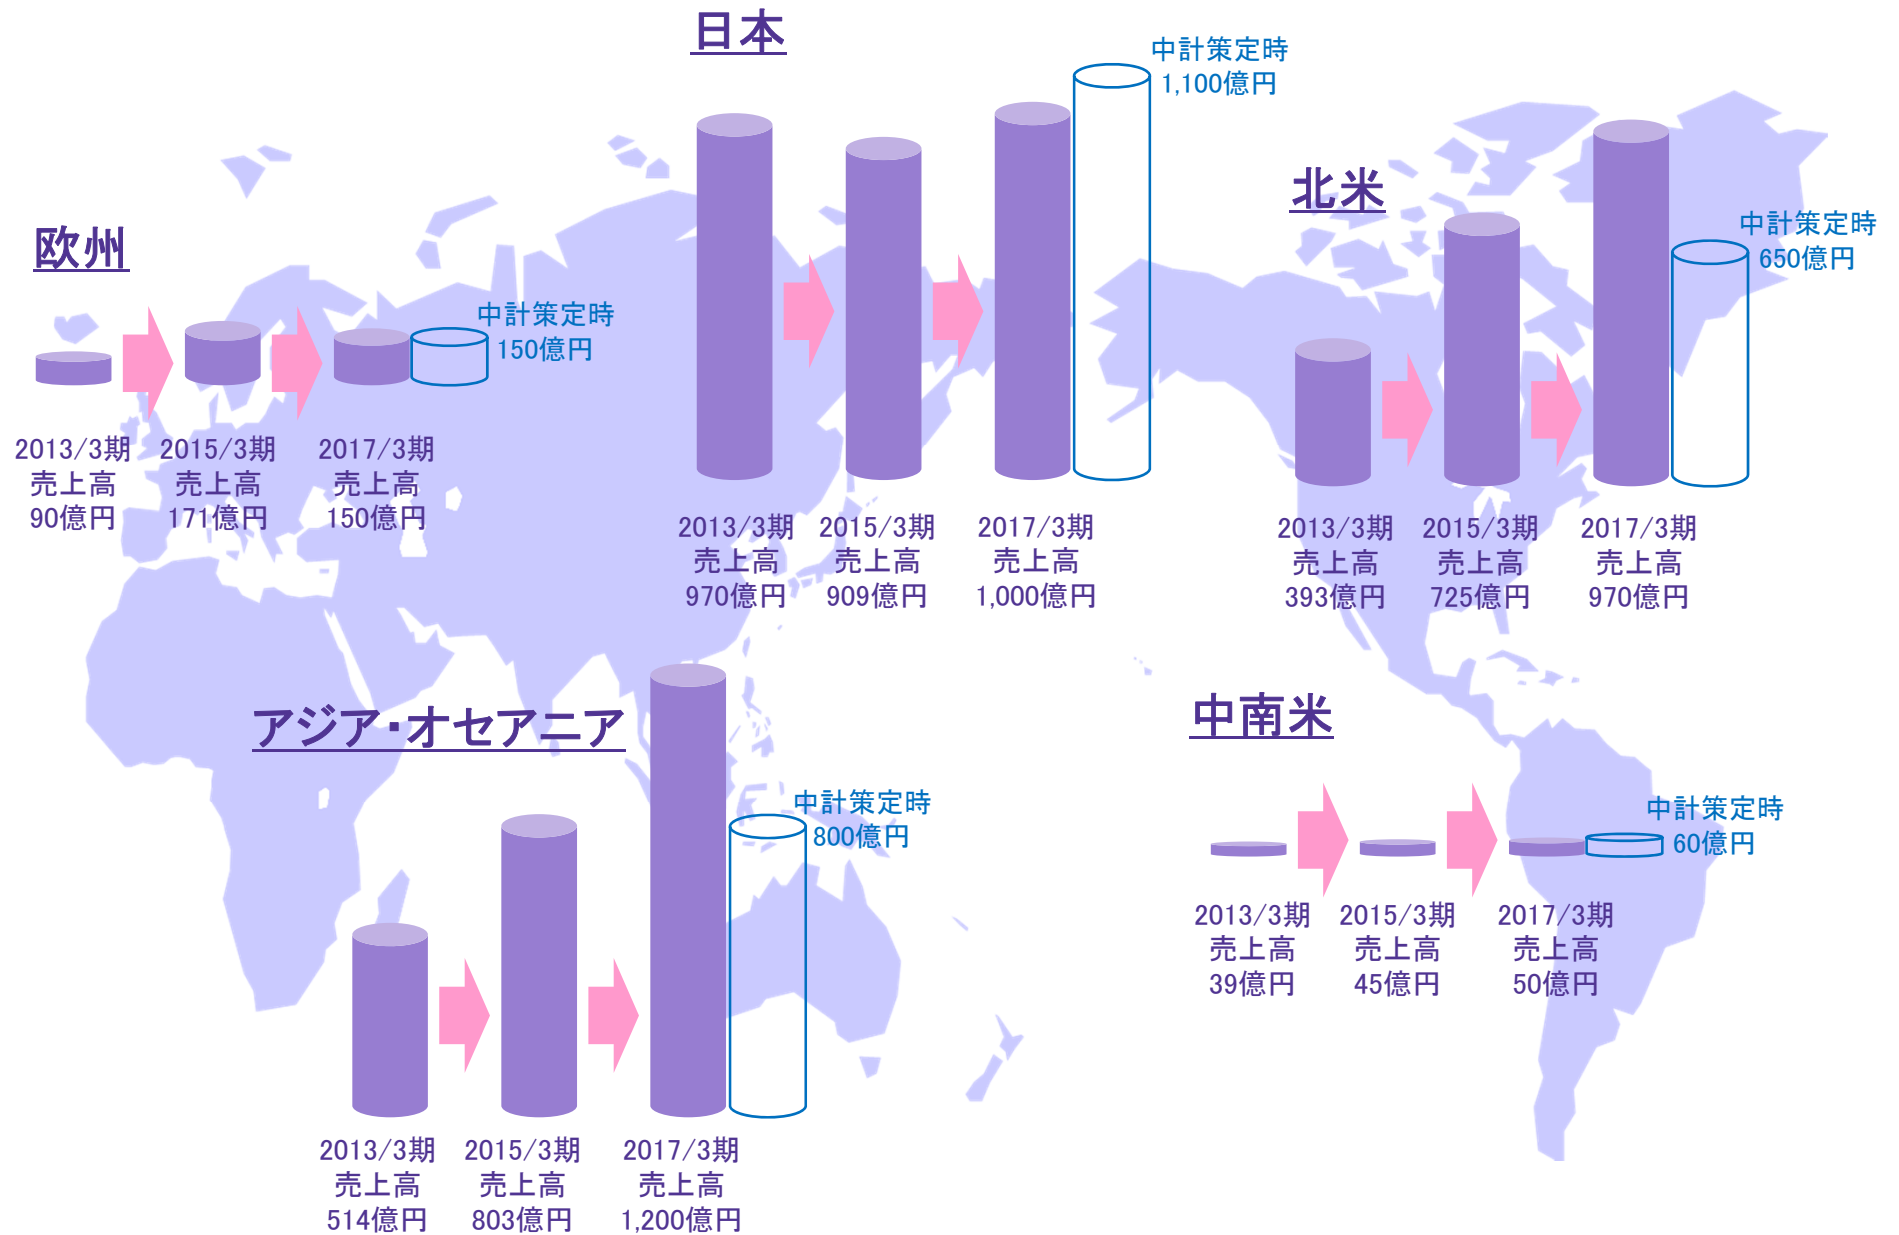 日本
中計策定時
1,100億円
2013/3期
売上高
970億円
2015/3期
売上高
909億円
2017/3期
売上高
1,000億円
北米
中計策定時
650億円
2013/3期
売上高
393億円
2015/3期
売上高
725億円
2017/3期
売上高
970億円
欧州
中計策定時
150億円
2013/3期
売上高
90億円
2015/3期
売上高
171億円
2017/3期
売上高
150億円
アジア・オセアニア
中計策定時
800億円
2013/3期
売上高
514億円
2015/3期
売上高
803億円
2017/3期
売上高
1,200億円
中南米
中計策定時
60億円
2013/3期
売上高
39億円
2015/3期
売上高
45億円
2017/3期
売上高
50億円